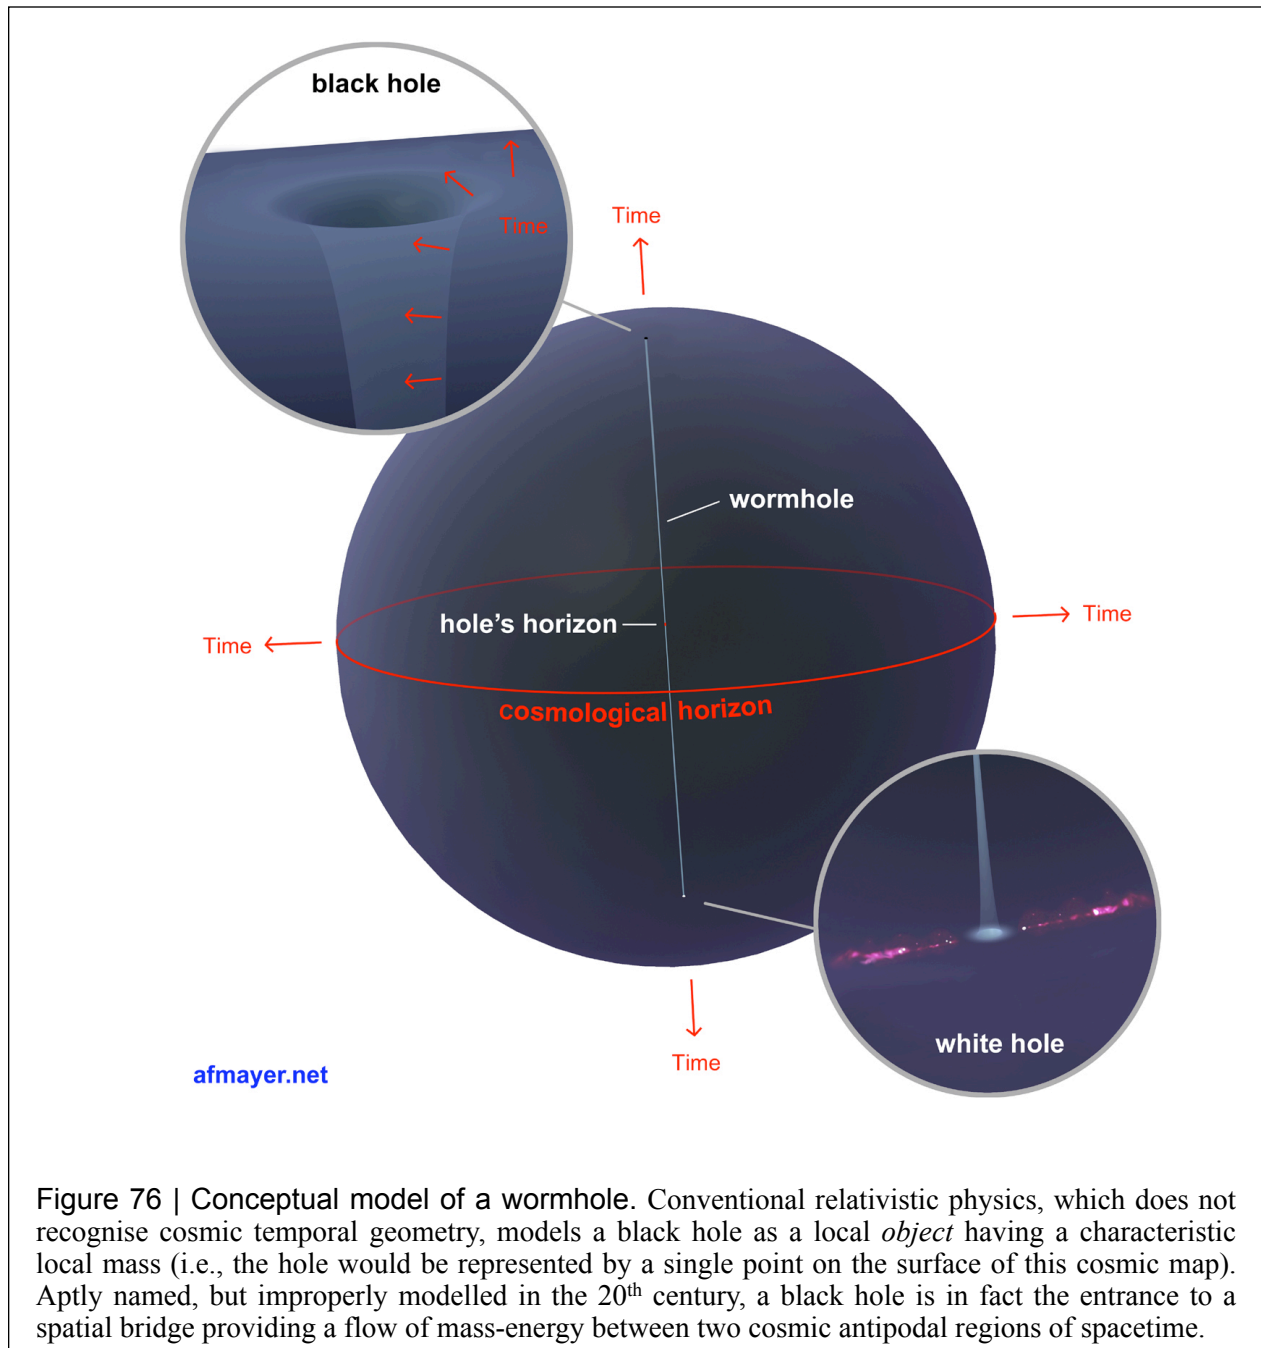 black hole
Time
Time
wormhole
hole's horizon
Time
Time
cosmological horizon
white hole
Time
afmayer.net
Figure 76 | Conceptual model of a wormhole. Conventional relativistic physics, which does not
recognise cosmic temporal geometry, models a black hole as a local object having a characteristic
local mass (i.e., the hole would be represented by a single point on the surface of this cosmic map).
Aptly named, but improperly modelled in the 20th century, a black hole is in fact the entrance to a
spatial bridge providing a flow of mass-energy between two cosmic antipodal regions of spacetime.